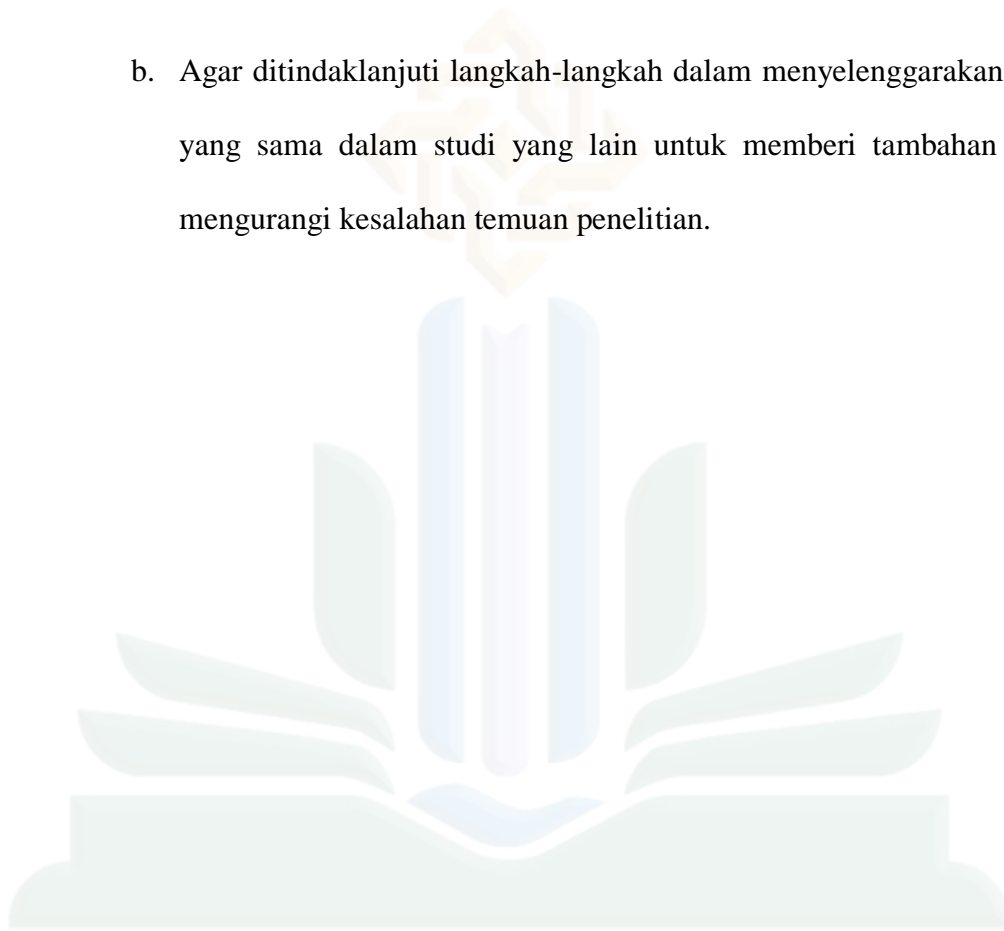 b. Agar ditindaklanjuti langkah-langkah dalam menyelenggarakan
yang sama dalam studi yang lain untuk memberi tambahan
mengurangi kesalahan temuan penelitian.